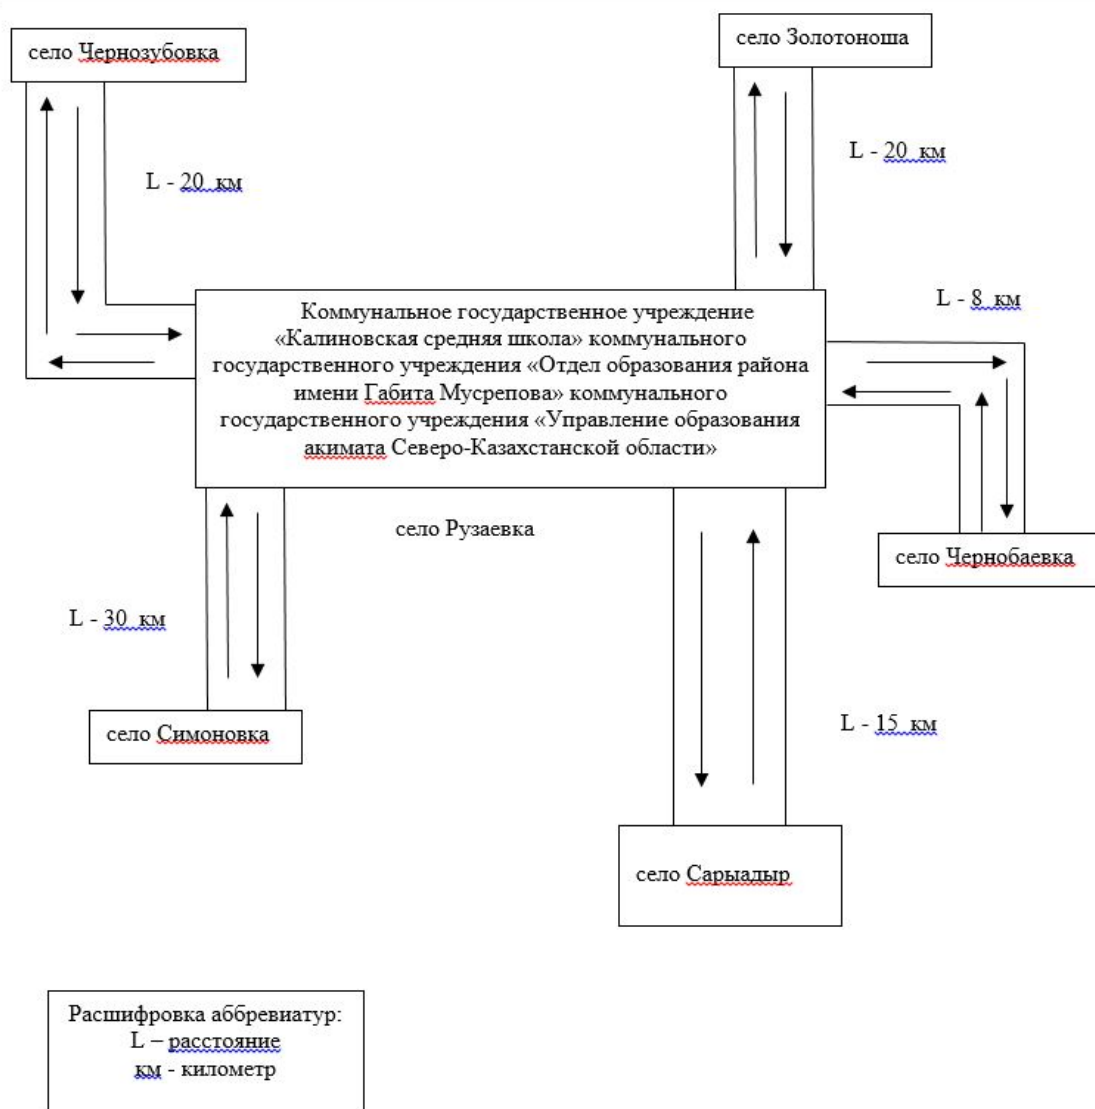 село Чернозубовка
село Золотоноша
L - 20  км
L - 20  км
L - 8  км
Коммунальное государственное учреждение
«Калиновская средняя школа» коммунального
государственного учреждения «Отдел образования района
имени Габита Мусрепова» коммунального
государственного учреждения «Управление образования
акимата Северо-Казахстанской области»
село Рузаевка
село Чернобаевка
L - 30  км
село Симоновка
L - 15  км
село Сарыадыр
Расшифровка аббревиатур:
L – расстояние
км - километр